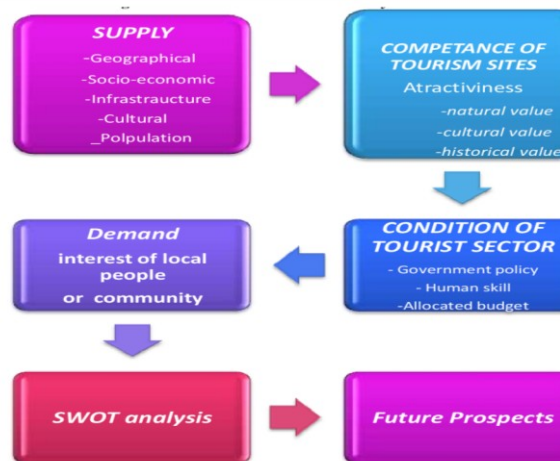 SUPPLY
-Geographical
-Socio-economic
-Infrastraucture
-Cultural
_Polpulation
COMPETANCE OF
TOURISM SITES
Atractiviness
-natural value
-cultural value
-historical value
CONDITION OF
TOURIST SECTOR
- Government policy
- Human skill
-Allocated budget
Demand
interest of local
people
or community
SWOT analysis
Future Prospects